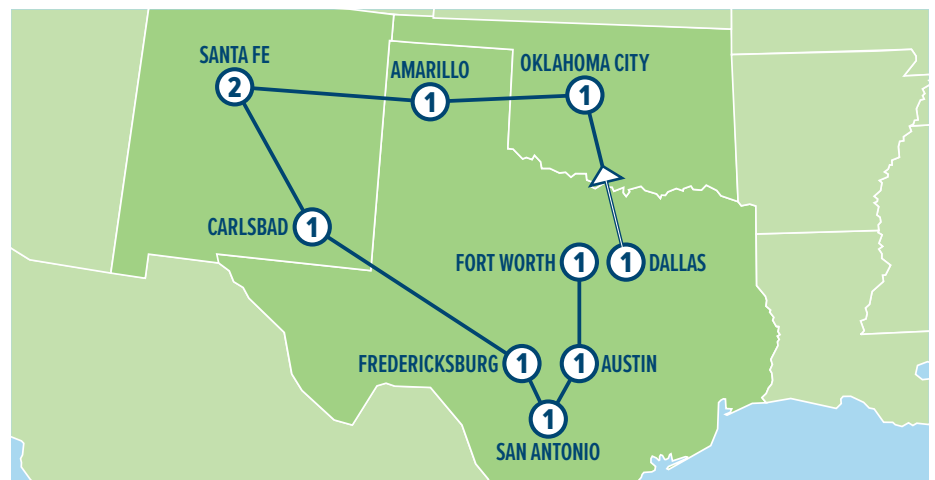 SANTA FE
2
AMARILLO
1
OKLAHOMA CITY
1
CARLSBAD 1
FORT WORTH 1
1 DALLAS
FREDERICKSBURG 1
1 AUSTIN
1
SAN ANTONIO